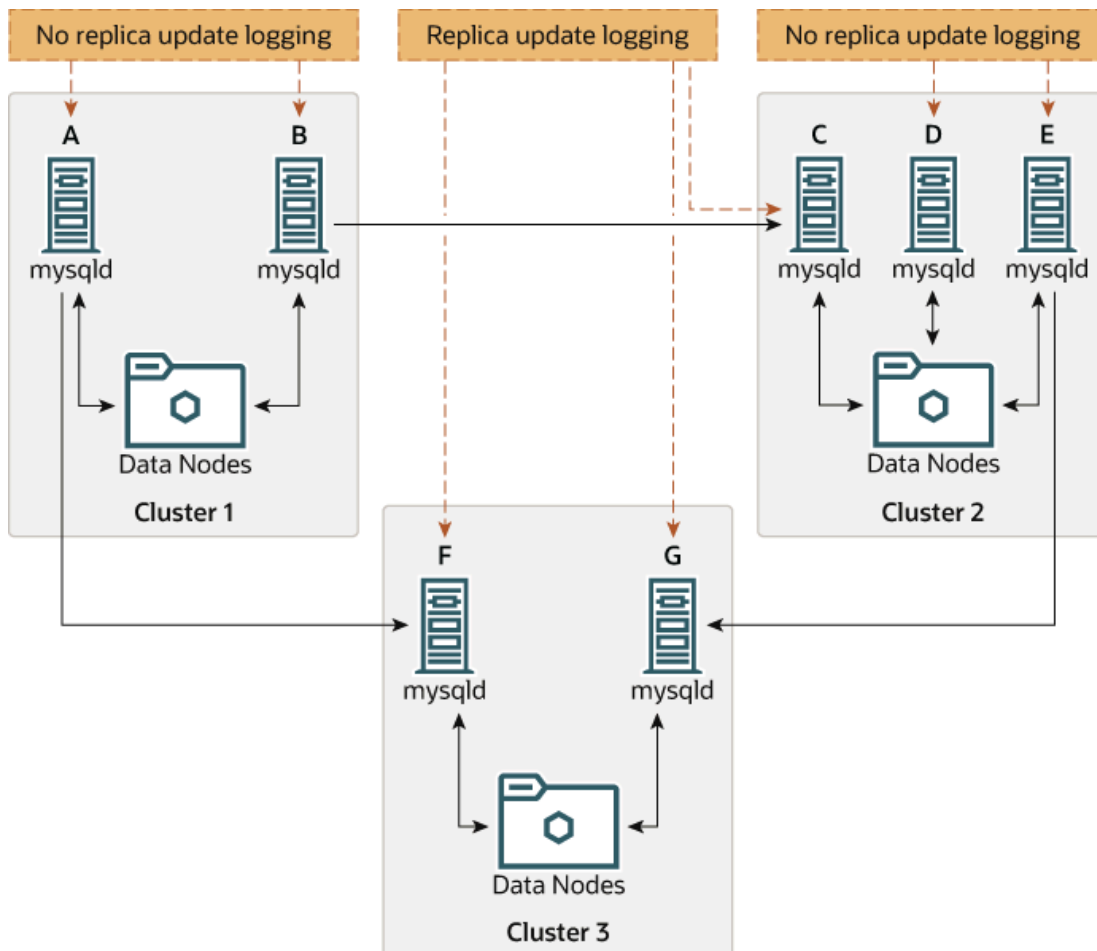 No replica update logging
Replica update logging
No replica update logging
A
B
mysqld
mysqld
Data Nodes
Cluster 1
C
D
E
mysqld
mysqld
mysqld
Data Nodes
Cluster 2
F
G
mysqld
mysqld
Data Nodes
Cluster 3